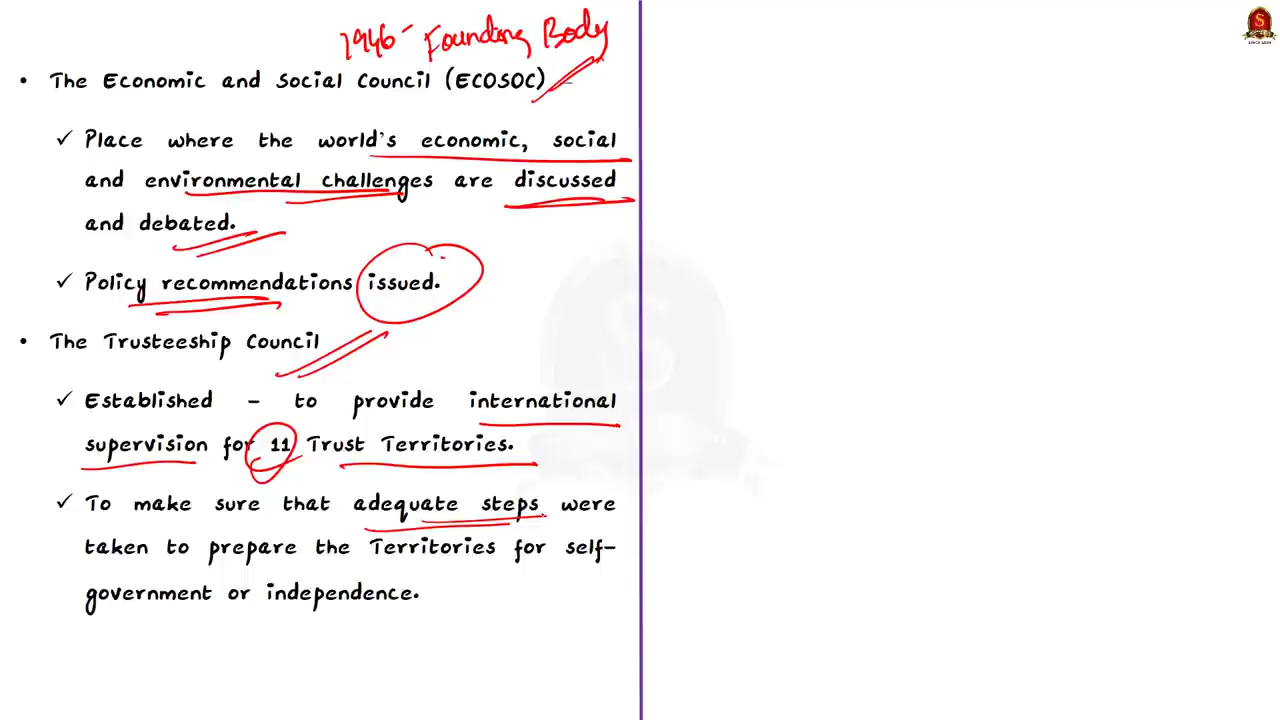 1946- Founding Body
• The Economic and Social Council (ECOSOC) -
✓ Place where the world's economic, social
and environmental challenges are discussed
and debated.
✓ Policy recommendations issued.
• The Trusteeship Council
✓ Established - to provide international
supervision for 11 Trust Territories.
✓ To make sure that adequate steps were
taken to prepare the Territories for self-
government or independence.
S
SINCE 2004